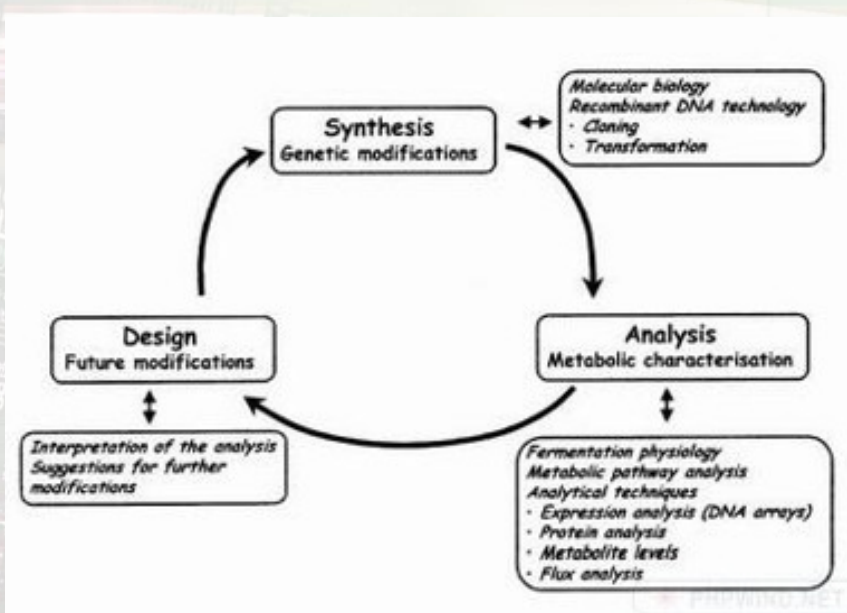 Synthesis
Genetic modifications
Molecular biology
Recombinant DNA technology
· Cloning
· Transformation
Analysis
Metabolic characterisation
Fermentation physiology
Metabolic pathway analysis
Analytical techniques
· Expression analysis (DNA arrays)
· Protein analysis
· Metabolite levels
· Flux analysis
Design
Future modifications
Interpretation of the analysis
Suggestions for further
modifications
PHPWIND.NET